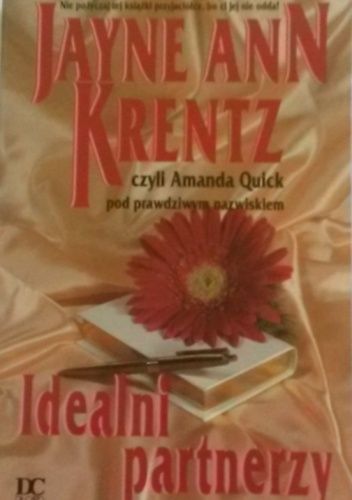 Nie pożyczaj tej książki przyjaciółce, bo ci jej nie odda!
JAYNE ANN
KRENTZ
czyli Amanda Quick
pod prawdziwym nazwiskiem
Idealni
partnerzy
DC